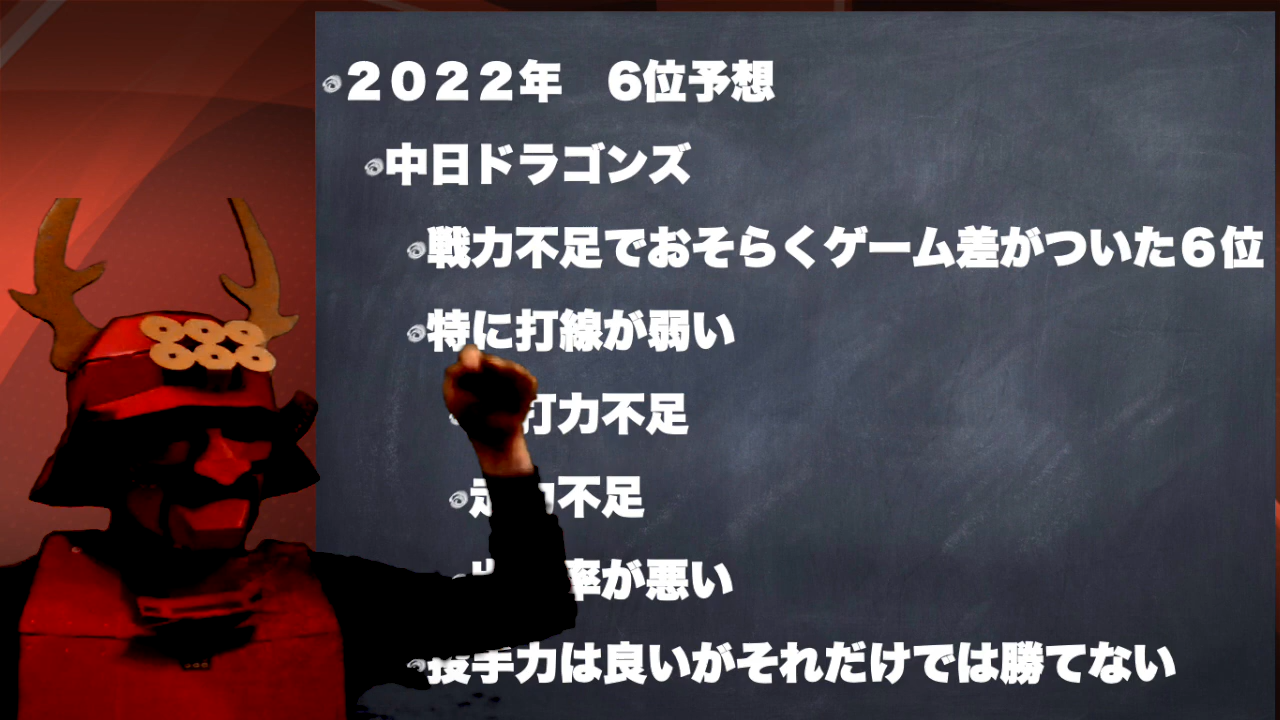 ２０２２年　6位予想
中日ドラゴンズ
戦力不足でおそらくゲーム差がついた６位
特に打線が弱い
打力不足
不足
率が悪い
投手力は良いがそれだけでは勝てない